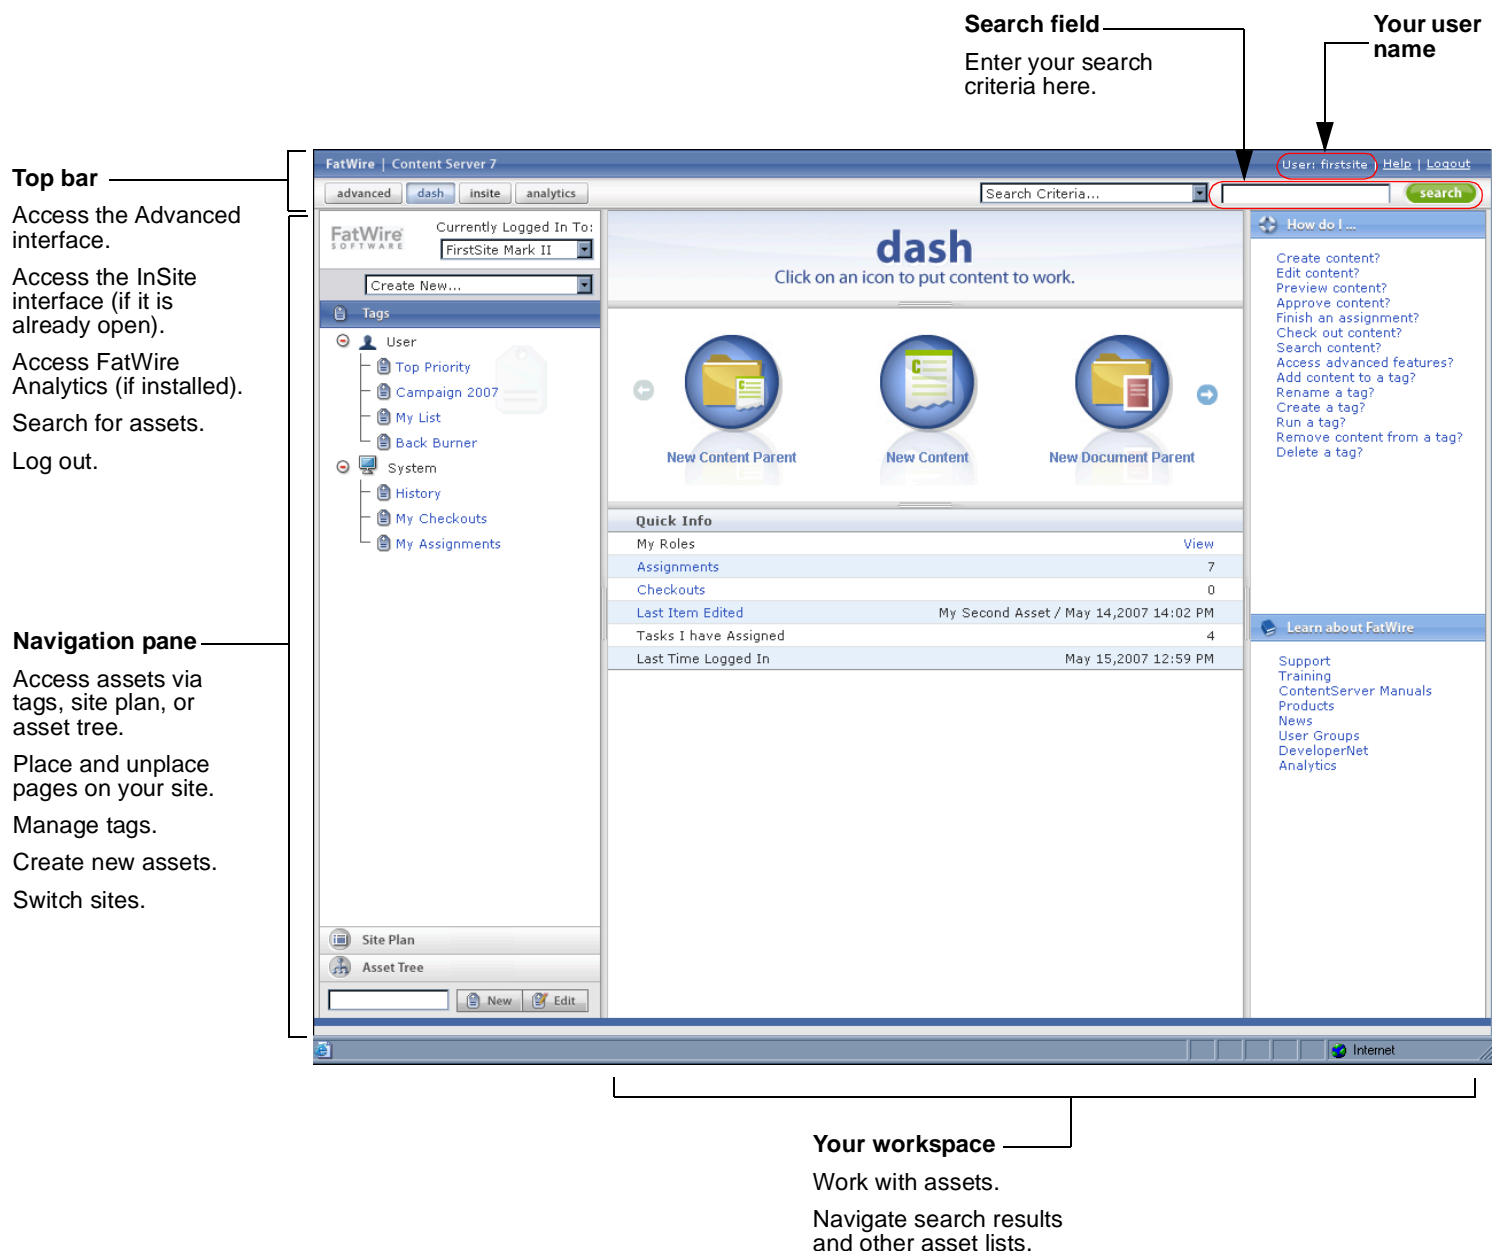 Search field
Enter your search
criteria here.
Your user
name
Top bar
Access the Advanced
interface.
Access the InSite
interface (if it is
already open).
Access FatWire
Analytics (if installed).
Search for assets.
Log out.
Navigation pane
Access assets via
tags, site plan, or
asset tree.
Place and unplace
pages on your site.
Manage tags.
Create new assets.
Switch sites.
FatWire | Content Server 7
User: firstsite | Help | Logout
advanced dash insite analytics
Search Criteria...
search
FatWire
SOFTWARE
Currently Logged In To:
FirstSite Mark II
Create New...
Tags
User
Top Priority
Campaign 2007
My List
Back Burner
System
History
My Checkouts
My Assignments
Site Plan
Asset Tree
New Edit
dash
Click on an icon to put content to work.
New Content Parent
New Content
New Document Parent
Quick Info
My Roles View
Assignments 7
Checkouts 0
Last Item Edited My Second Asset / May 14,2007 14:02 PM
Tasks I have Assigned 4
Last Time Logged In May 15,2007 12:59 PM
How do I ...
Create content?
Edit content?
Preview content?
Approve content?
Finish an assignment?
Check out content?
Search content?
Access advanced features?
Add content to a tag?
Rename a tag?
Create a tag?
Run a tag?
Remove content from a tag?
Delete a tag?
Learn about FatWire
Support
Training
ContentServer Manuals
Products
News
User Groups
DeveloperNet
Analytics
Internet
Your workspace
Work with assets.
Navigate search results
and other asset lists.